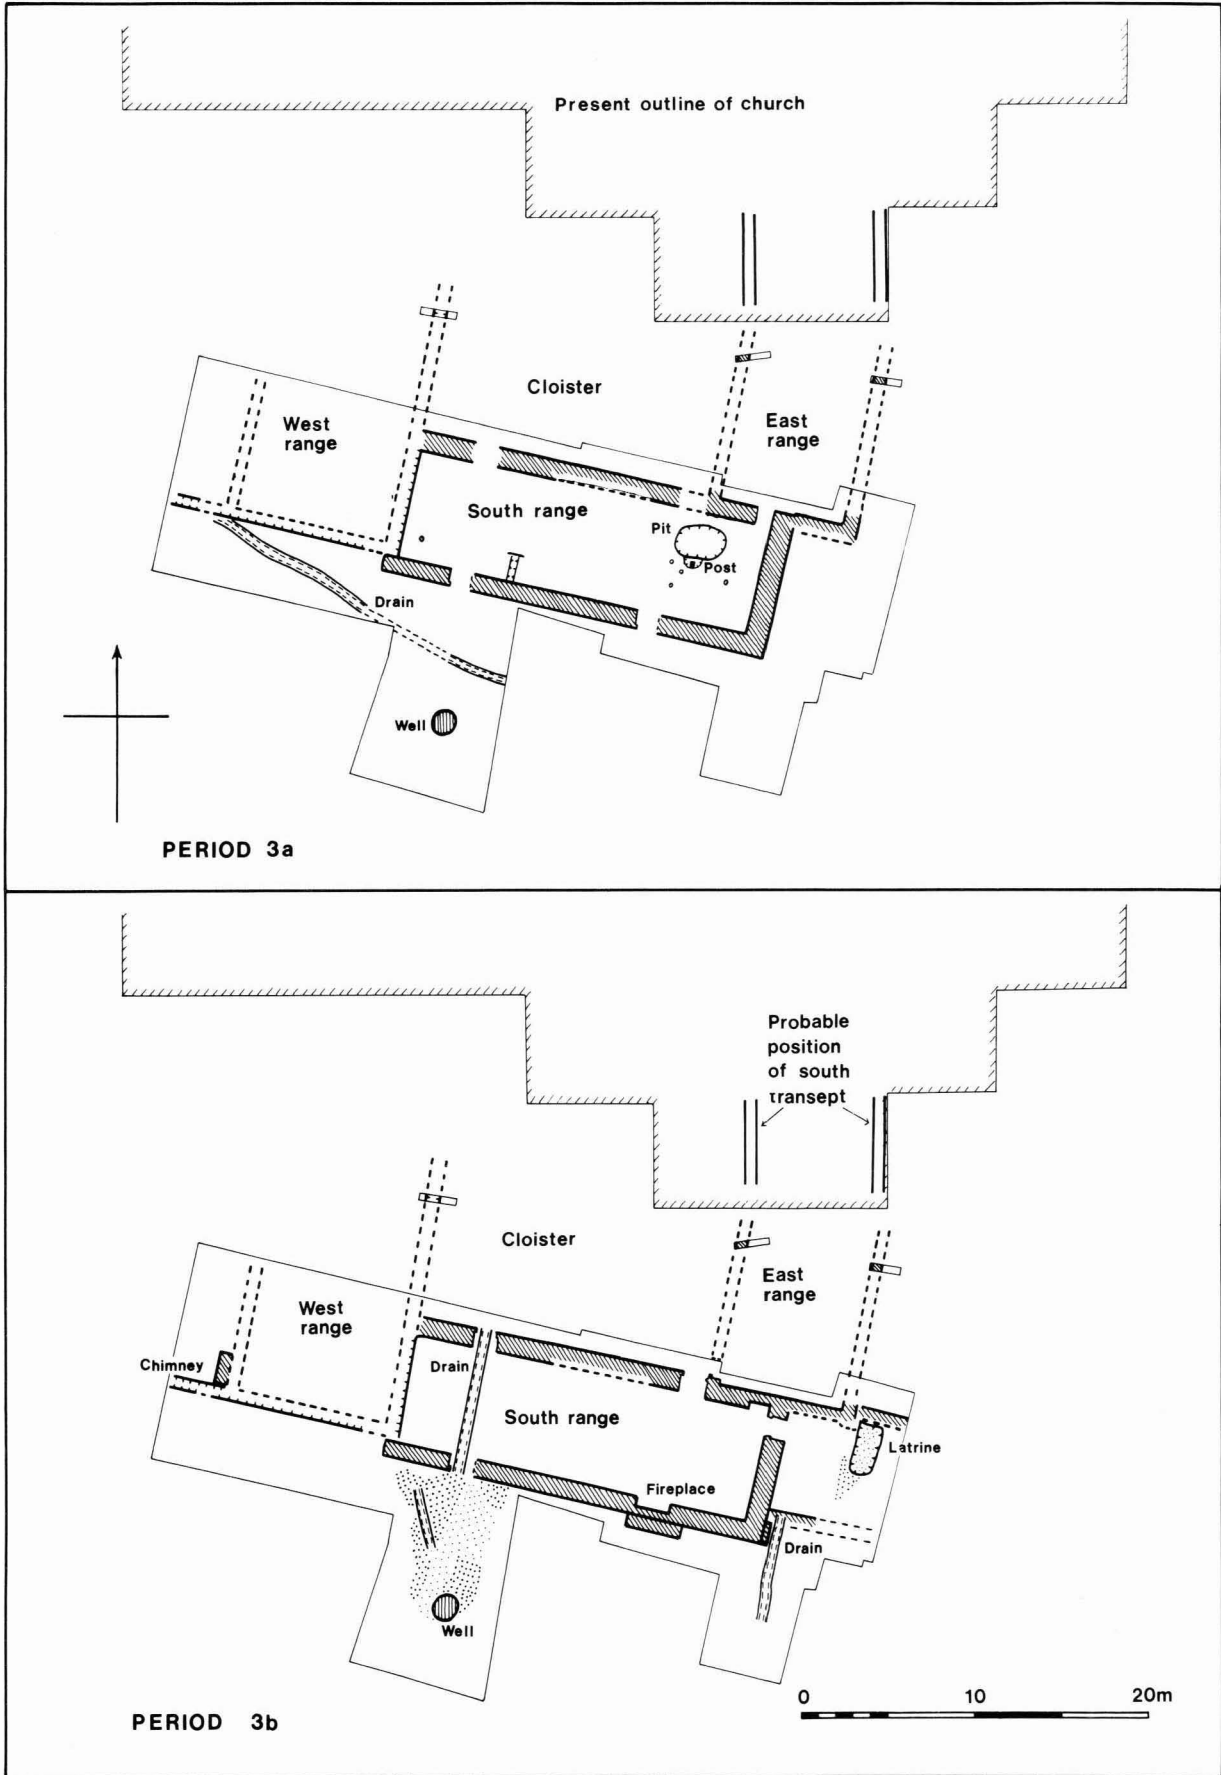 Present outline of church
Cloister
West
range
East
range
South range
Pit
Post
Drain
Well
PERIOD 3a
Probable
position
of south
transept
Cloister
East
range
West
range
Chimney
Drain
South range
Latrine
Fireplace
Drain
Well
0 10 20m
PERIOD 3b